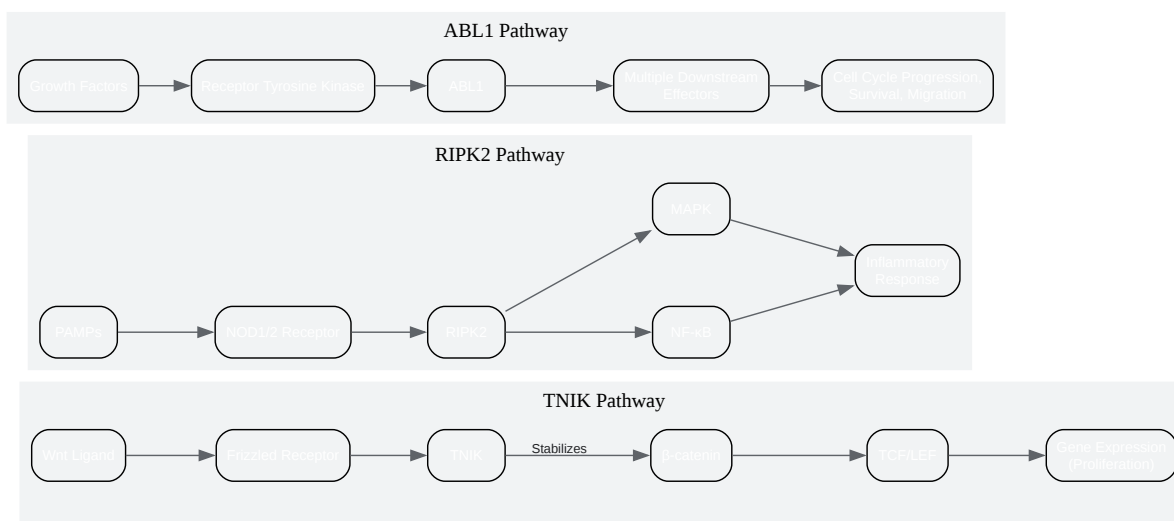 ABL1 Pathway
Growth Factors
Receptor Tyrosine Kinase
ABL1
Multiple Downstream
Effectors
Cell Cycle Progression,
Survival, Migration
RIPK2 Pathway
MAPK
Inflammatory
Response
PAMPs
NOD1/2 Receptor
RIPK2
NF-κB
TNIK Pathway
Wnt Ligand
Frizzled Receptor
TNIK
Stabilizes
β-catenin
TCF/LEF
Gene Expression
(Proliferation)